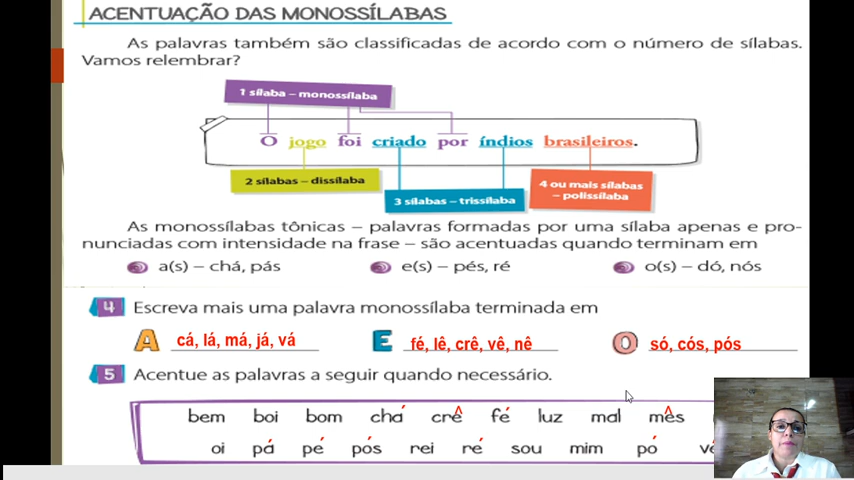 ACENTUAÇÃO DAS MONOSSÍLABAS
As palavras também são classificadas de acordo com o número de sílabas.
Vamos relembrar?
1 sílaba – monossílaba
O jogo foi criado por índios brasileiros.
2 sílabas – dissílaba
3 sílabas – trissílaba
4 ou mais sílabas
– polissílaba
As monossílabas tônicas – palavras formadas por uma sílaba apenas e pro-
nunciadas com intensidade na frase – são acentuadas quando terminam em
a(s) – chá, pás e(s) – pés, ré o(s) – dó, nós
4 Escreva mais uma palavra monossílaba terminada em
A cá, lá, má, já, vá E fé, lê, crê, vê, nê O só, cós, pós
5 Acentue as palavras a seguir quando necessário.
bem boi bom chá crê fé luz mal mês
oi pá pé pós rei ré sou mim pó